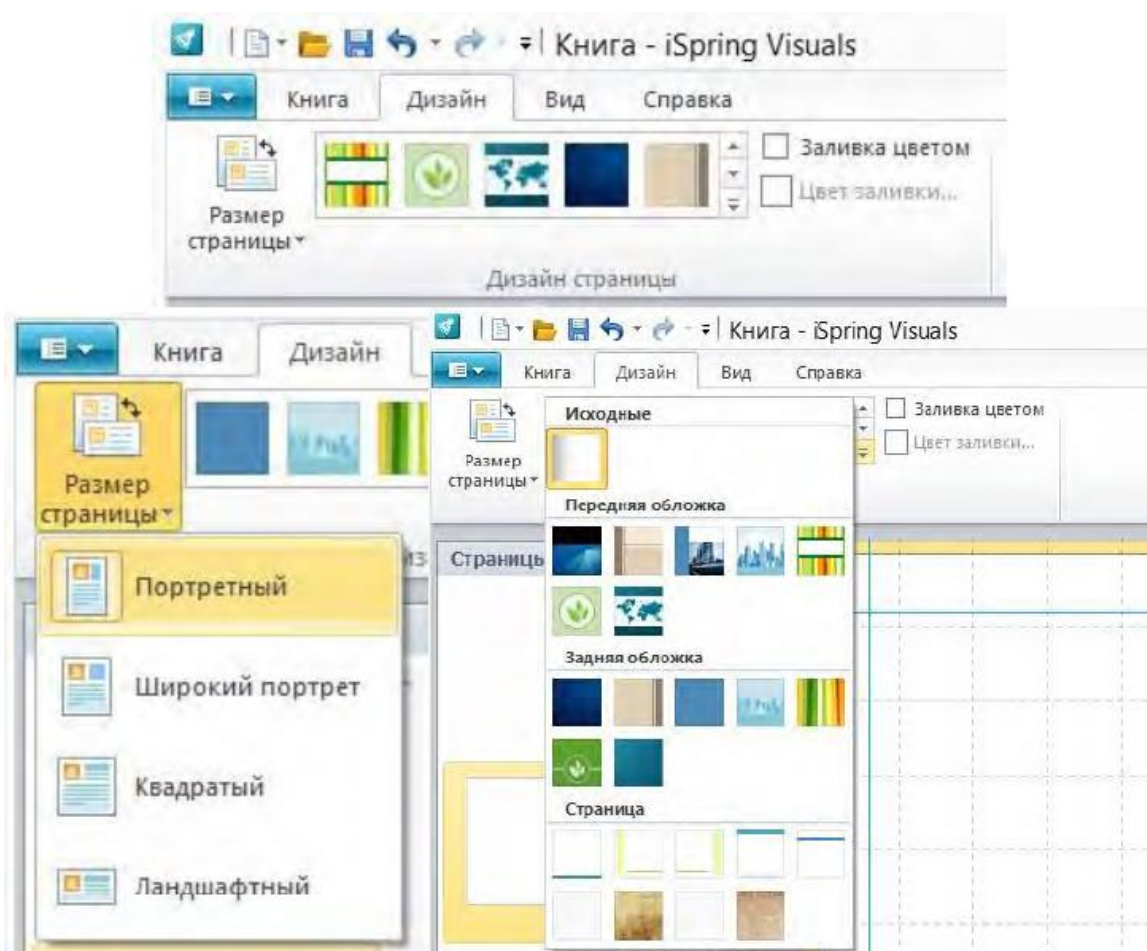 Книга - iSpring Visuals
Книга Дизайн Вид Справка
Размер страницы
Заливка цветом
Цвет заливки...
Дизайн страницы
Книга Дизайн
Размер
страницы
Портретный
Широкий портрет
Квадратый
Ландшафтный
Книга - iSpring Visuals
Книга Дизайн Вид Справка
Размер
страницы
Заливка цветом
Цвет заливки...
Исходные
Передняя обложка
Задняя обложка
Страница
Страницы